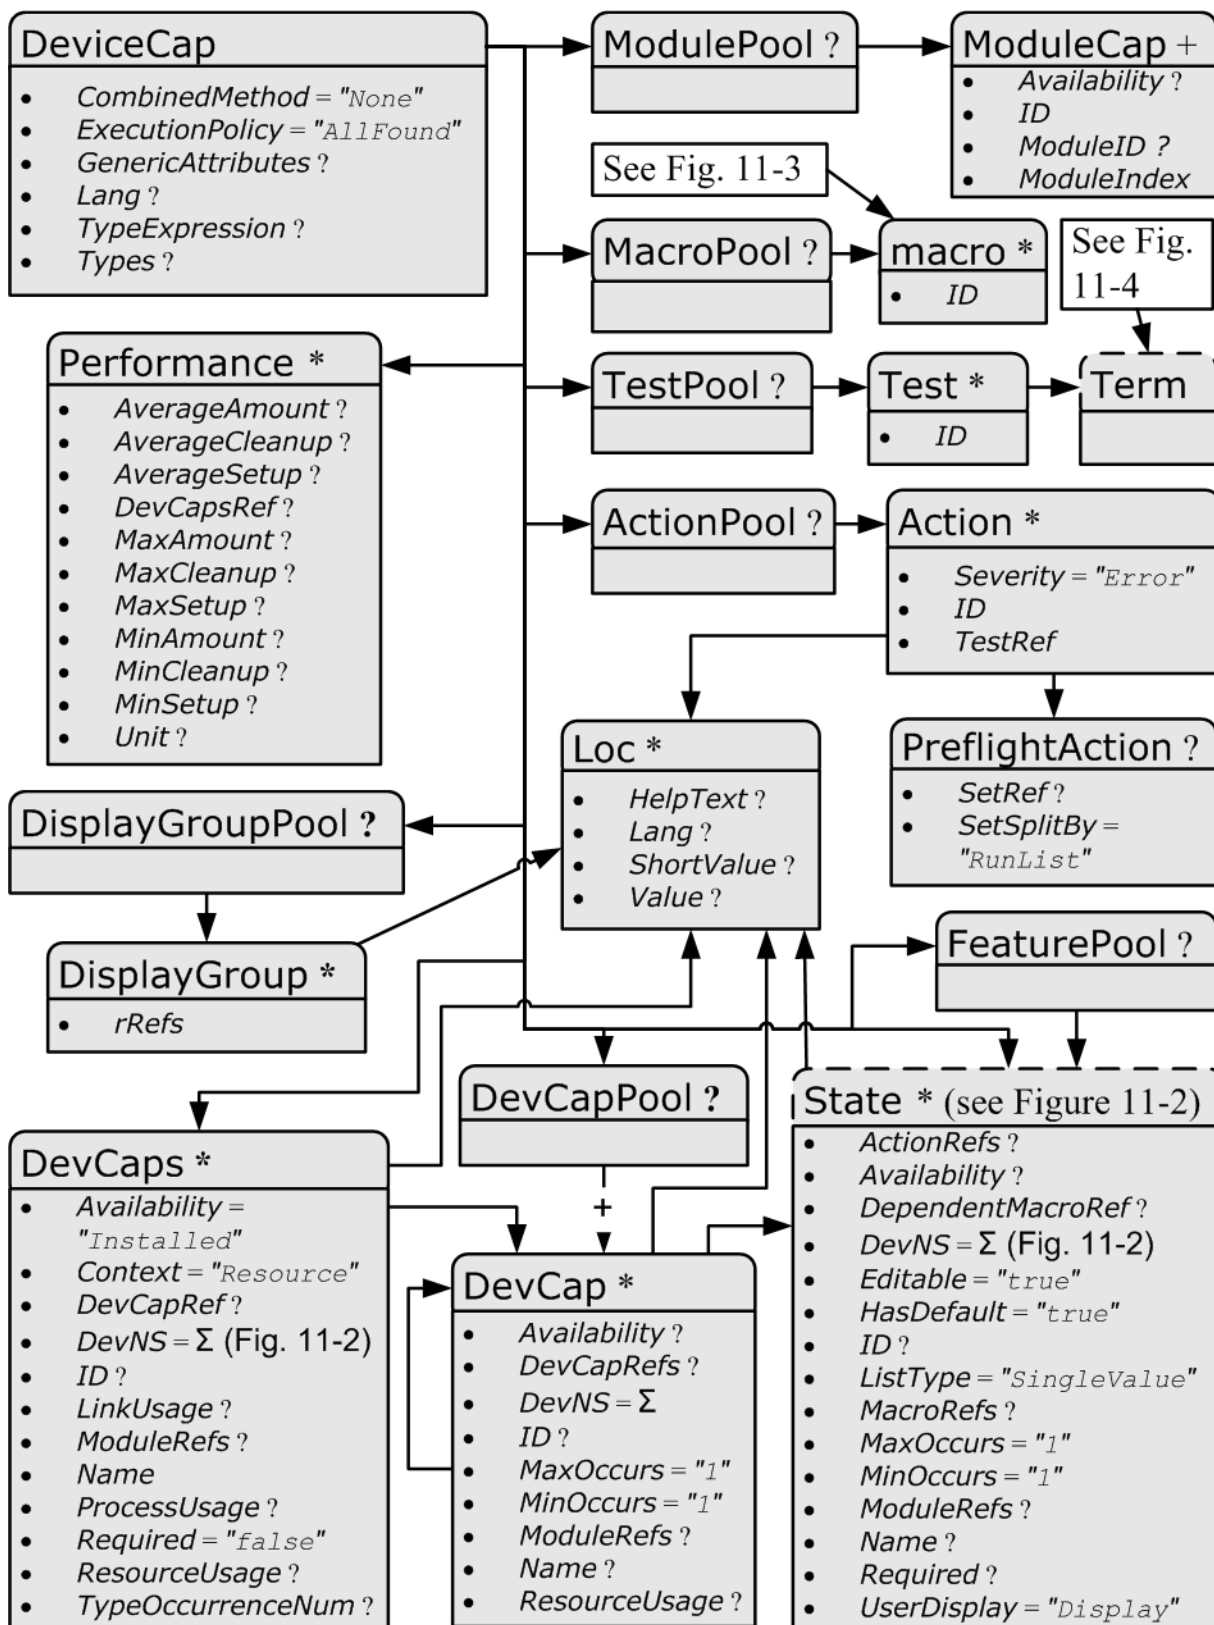 DeviceCap
• CombinedMethod = "None"
• ExecutionPolicy = "AllFound"
• GenericAttributes ?
• Lang ?
• TypeExpression ?
• Types ?
ModulePool ?
ModuleCap +
• Availability ?
• ID
• ModuleID ?
• ModuleIndex
See Fig. 11-3
MacroPool ?
macro *
• ID
See Fig.
11-4
Performance *
• AverageAmount ?
• AverageCleanup ?
• AverageSetup ?
• DevCapsRef ?
• MaxAmount ?
• MaxCleanup ?
• MaxSetup ?
• MinAmount ?
• MinCleanup ?
• MinSetup ?
• Unit ?
TestPool ?
Test *
• ID
Term
ActionPool ?
Action *
• Severity = "Error"
• ID
• TestRef
Loc *
• HelpText ?
• Lang ?
• ShortValue ?
• Value ?
PreflightAction ?
• SetRef ?
• SetSplitBy =
"RunList"
DisplayGroupPool ?
DisplayGroup *
• rRefs
FeaturePool ?
DevCapPool ?
+
DevCaps *
• Availability =
"Installed"
• Context = "Resource"
• DevCapRef ?
• DevNS = Σ (Fig. 11-2)
• ID ?
• LinkUsage ?
• ModuleRefs ?
• Name
• ProcessUsage ?
• Required = "false"
• ResourceUsage ?
• TypeOccurrenceNum ?
DevCap *
• Availability ?
• DevCapRefs ?
• DevNS = Σ
• ID ?
• MaxOccurs = "1"
• MinOccurs = "1"
• ModuleRefs ?
• Name ?
• ResourceUsage ?
State * (see Figure 11-2)
• ActionRefs ?
• Availability ?
• DependentMacroRef ?
• DevNS = Σ (Fig. 11-2)
• Editable = "true"
• HasDefault = "true"
• ID ?
• ListType = "SingleValue"
• MacroRefs ?
• MaxOccurs = "1"
• MinOccurs = "1"
• ModuleRefs ?
• Name ?
• Required ?
• UserDisplay = "Display"